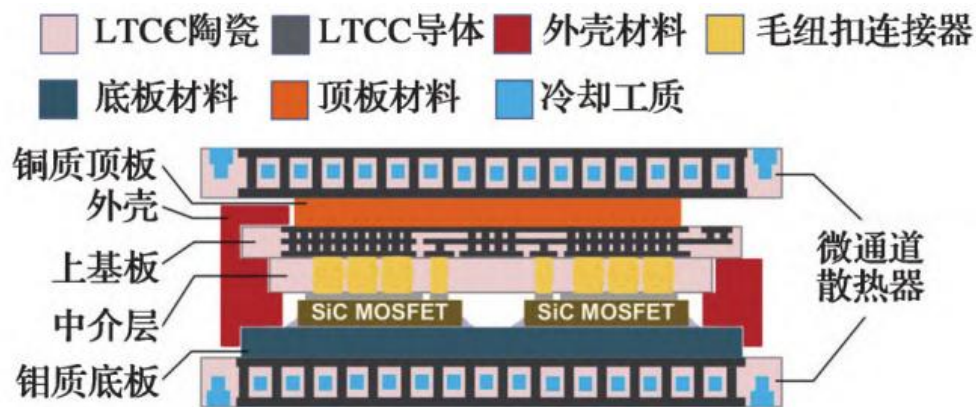 LTCC陶瓷 LTCC导体 外壳材料 毛纽扣连接器
底板材料 顶板材料 冷却工质
铜质顶板
外壳
上基板
中介层
钼质底板
SiC MOSFET SiC MOSFET
微通道
散热器